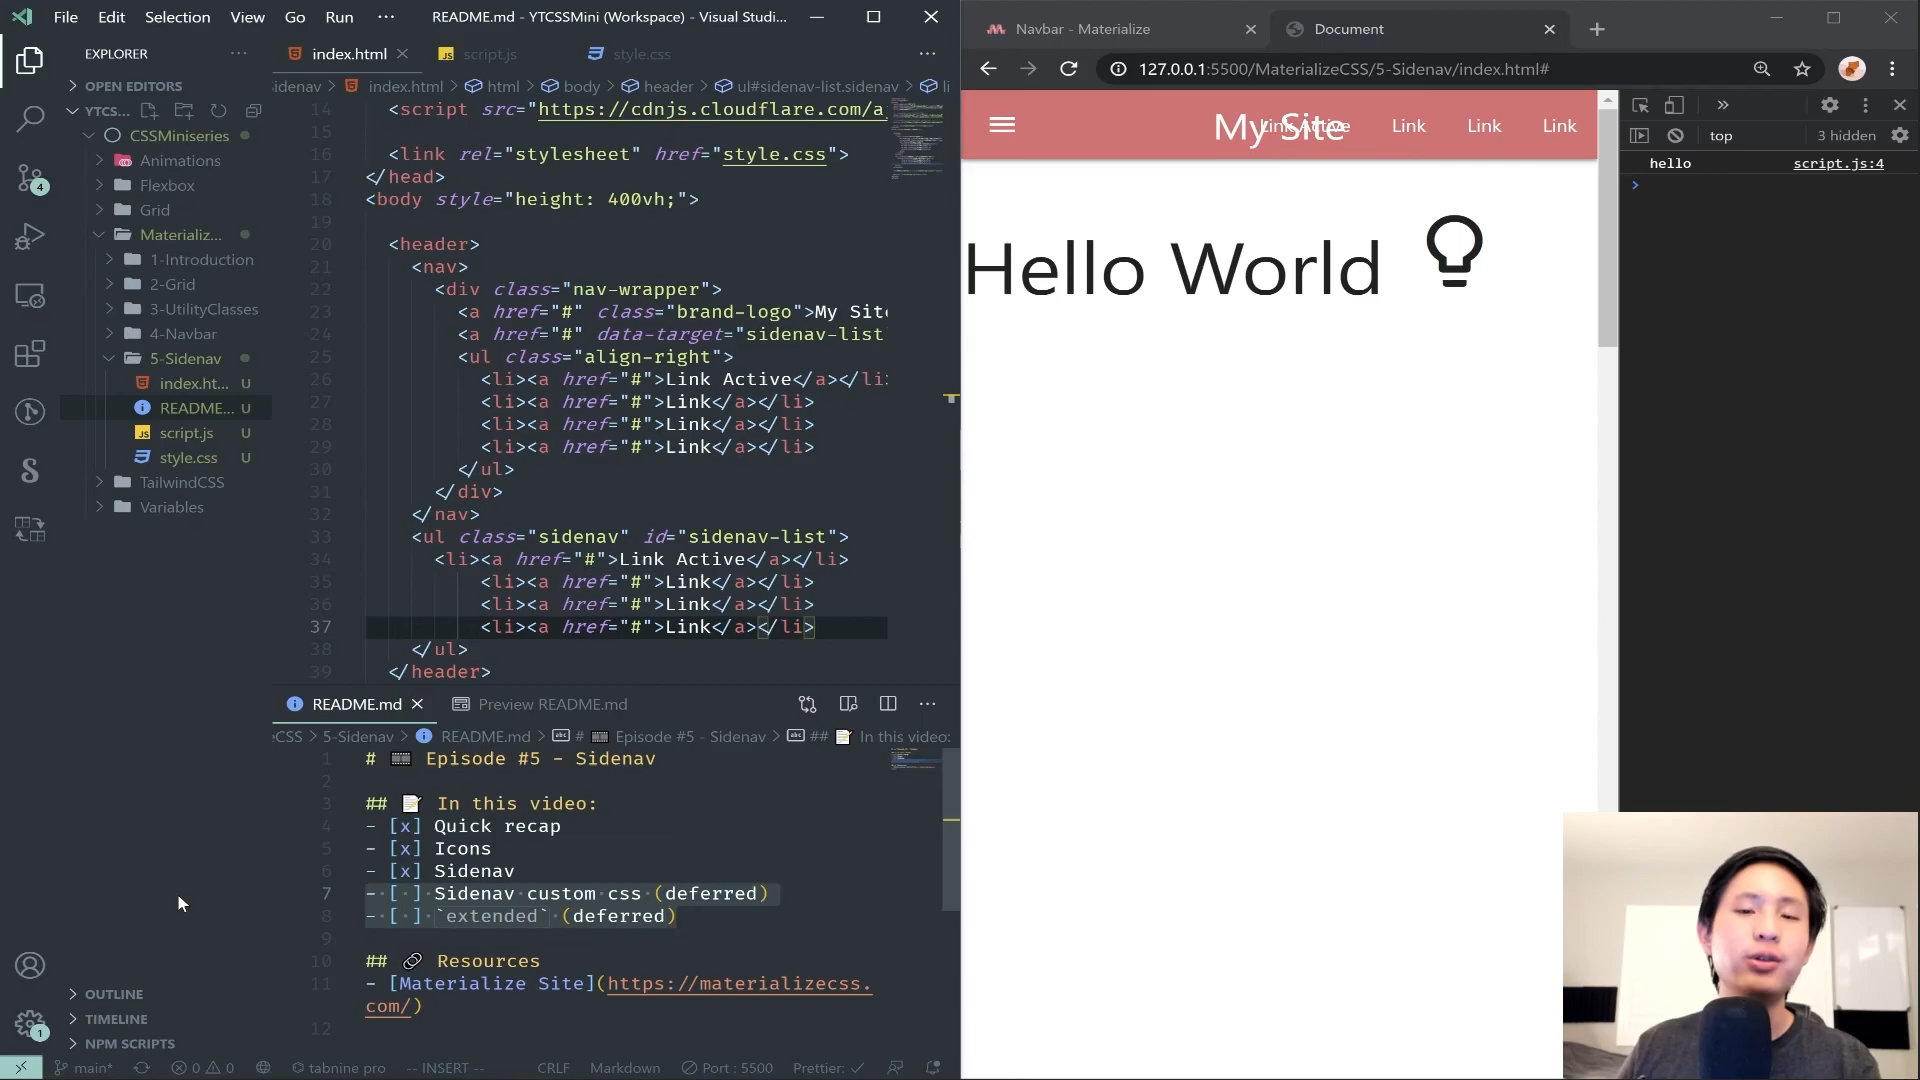 File Edit Selection View Go Run ··· README.md - YTCSSMini (Workspace) - Visual Studi...
EXPLORER
OPEN EDITORS
YTCS...
CSSMiniseries
Animations
Flexbox
Grid
Materializ...
1-Introduction
2-Grid
3-UtilityClasses
4-Navbar
5-Sidenav
index.ht... U
README... U
script.js U
style.css U
TailwindCSS
Variables
OUTLINE
TIMELINE
NPM SCRIPTS
4
1
index.html script.js style.css
sidenav > index.html > html > body > header > ul#sidenav-list.sidenav > li
14 <script src="https://cdnjs.cloudflare.com/a
15
16 <link rel="stylesheet" href="style.css">
17 </head>
18 <body style="height: 400vh;">
19
20 <header>
21 <nav>
22 <div class="nav-wrapper">
23 <a href="#" class="brand-logo">My Site
24 <a href="#" data-target="sidenav-list
25 <ul class="align-right">
26 <li><a href="#">Link Active</a></li>
27 <li><a href="#">Link</a></li>
28 <li><a href="#">Link</a></li>
29 <li><a href="#">Link</a></li>
30 </ul>
31 </div>
32 </nav>
33 <ul class="sidenav" id="sidenav-list">
34 <li><a href="#">Link Active</a></li>
35 <li><a href="#">Link</a></li>
36 <li><a href="#">Link</a></li>
37 <li><a href="#">Link</a></li>
38 </ul>
39 </header>
README.md Preview README.md
eCSS > 5-Sidenav > README.md > # Episode #5 - Sidenav > ## 📝 In this video:
1 # 🎞️ Episode #5 - Sidenav
2
3 ## 📝 In this video:
4 - [x] Quick recap
5 - [x] Icons
6 - [x] Sidenav
7 - [ ] Sidenav custom css (deferred)
8 - [ ] `extended` (deferred)
9
10 ## 🔗 Resources
11 - [Materialize Site](https://materializecss.
com/)
12
main* 0 0 tabnine pro -- INSERT -- CRLF Markdown Port : 5500 Prettier: ✓
Navbar - Materialize Document
127.0.0.1:5500/MaterializeCSS/5-Sidenav/index.html#
My Site Link Active Link Link Link
Hello World
top 3 hidden
hello script.js:4